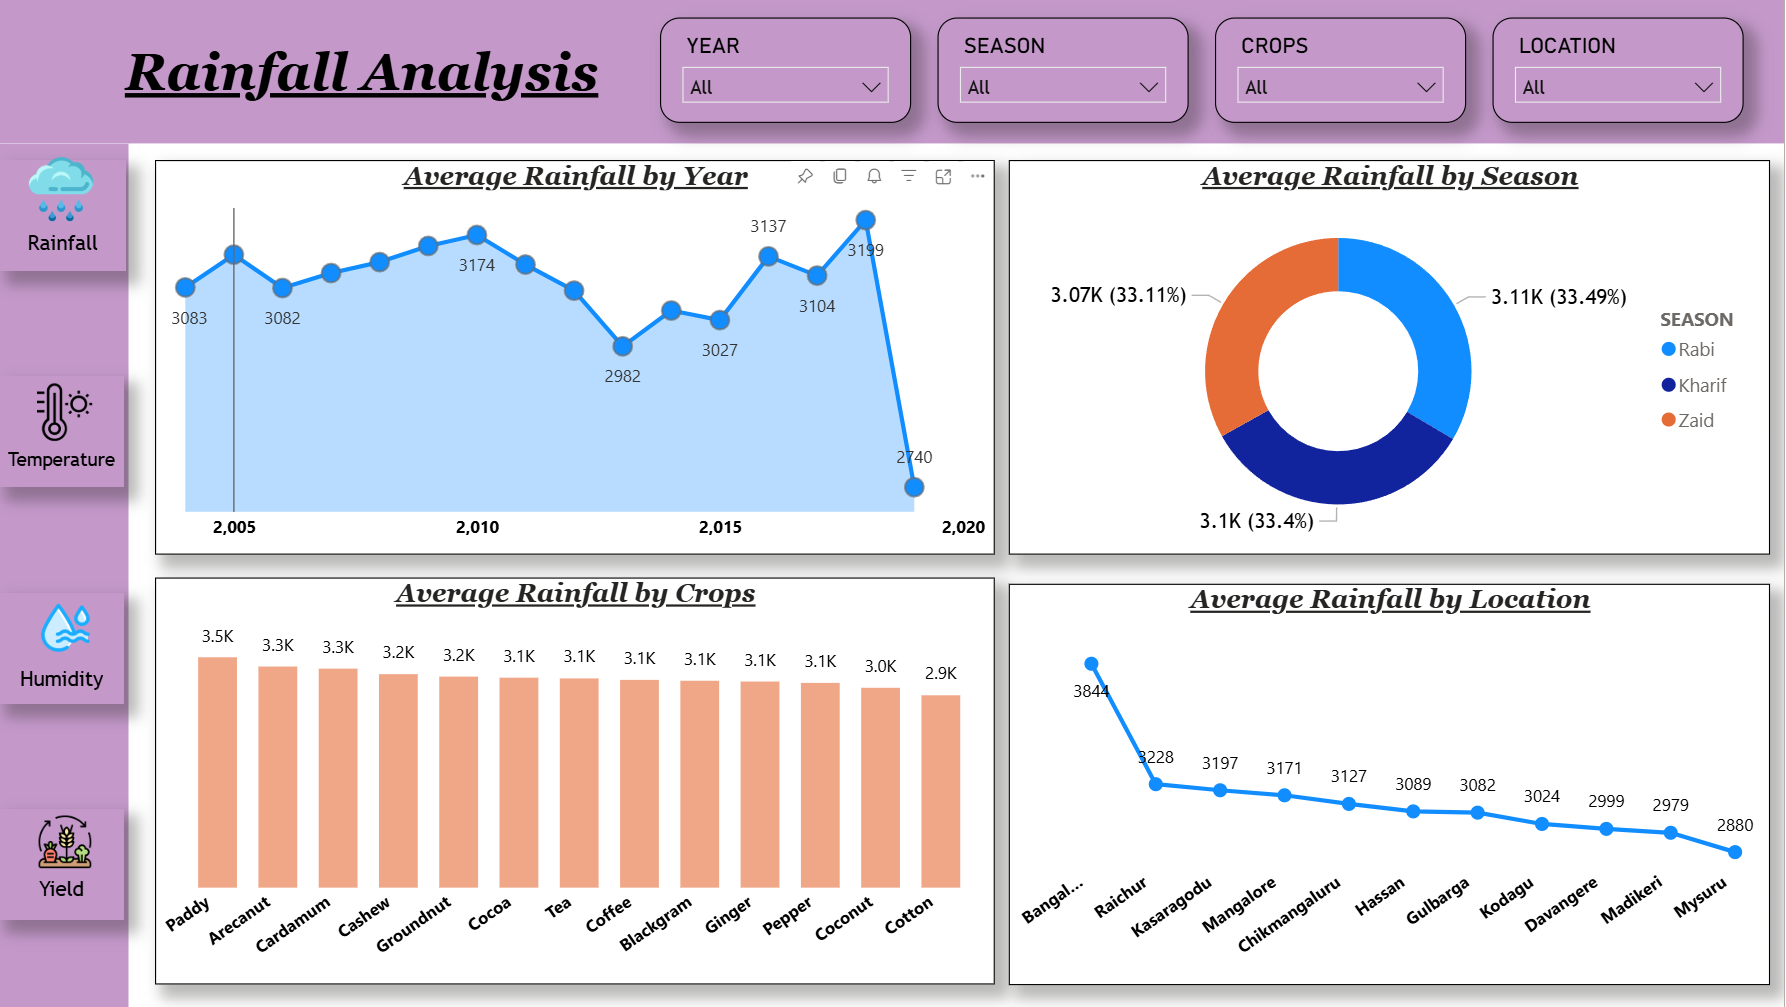 Rainfall Analysis
YEAR
All
SEASON
All
CROPS
All
LOCATION
All
Rainfall
Temperature
Humidity
Yield
Average Rainfall by Year
3083
3082
3174
2982
3027
3137
3104
3199
2740
2,005
2,010
2,015
2,020
Average Rainfall by Season
3.07K (33.11%)
3.11K (33.49%)
3.1K (33.4%)
SEASON
Rabi
Kharif
Zaid
Average Rainfall by Crops
3.5K
3.3K
3.3K
3.2K
3.2K
3.1K
3.1K
3.1K
3.1K
3.1K
3.1K
3.0K
2.9K
Paddy
Arecanut
Cardamum
Cashew
Groundnut
Cocoa
Tea
Coffee
Blackgram
Ginger
Pepper
Coconut
Cotton
Average Rainfall by Location
3844
3228
3197
3171
3127
3089
3082
3024
2999
2979
2880
Bangal...
Raichur
Kasaragodu
Mangalore
Chikmangaluru
Hassan
Gulbarga
Kodagu
Davangere
Madikeri
Mysuru